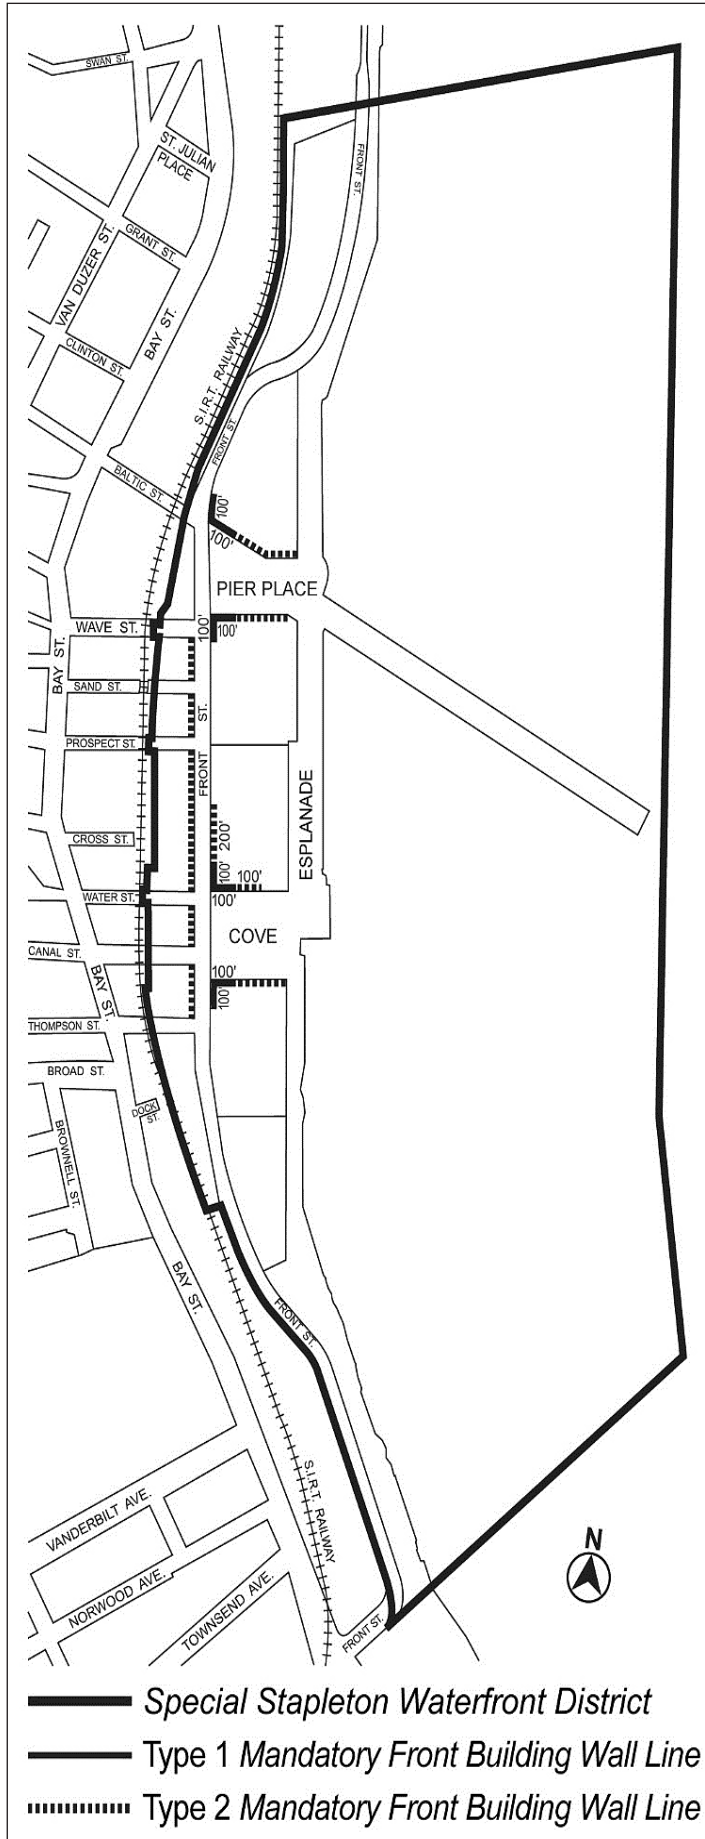 SWAN ST.
ST. JULIAN
PLACE
FRONT ST.
GRANT ST.
VAN DUZER ST.
BAY ST.
CLINTON ST.
S.I.R.T. RAILWAY
FRONT ST.
BALTIC ST.
100'
100'
PIER PLACE
WAVE ST.
100'
100'
BAY ST.
SAND ST.
FRONT ST.
PROSPECT ST.
ESPLANADE
200'
CROSS ST.
100'
100'
WATER ST.
100'
COVE
CANAL ST.
BAY ST.
100'
100'
THOMPSON ST.
BROAD ST.
DOCK
ST.
BROWNELL ST.
BAY ST.
FRONT ST.
S.I.R.T. RAILWAY
VANDERBILT AVE.
N
NORWOOD AVE.
TOWNSEND AVE.
FRONT ST.
Special Stapleton Waterfront District
Type 1 Mandatory Front Building Wall Line
Type 2 Mandatory Front Building Wall Line